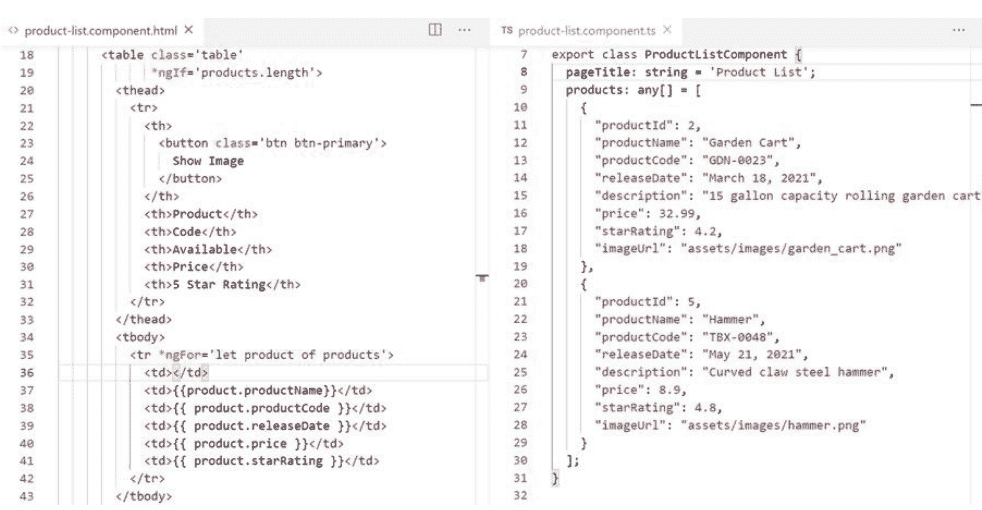 product-list.component.html
18 <table class='table'
19 *ngIf='products.length'>
20 <thead>
21 <tr>
22 <th>
23 <button class='btn btn-primary'>
24 Show Image
25 </button>
26 </th>
27 <th>Product</th>
28 <th>Code</th>
29 <th>Available</th>
30 <th>Price</th>
31 <th>5 Star Rating</th>
32 </tr>
33 </thead>
34 <tbody>
35 <tr *ngFor='let product of products'>
36 <td></td>
37 <td>{{product.productName}}</td>
38 <td>{{ product.productCode }}</td>
39 <td>{{ product.releaseDate }}</td>
40 <td>{{ product.price }}</td>
41 <td>{{ product.starRating }}</td>
42 </tr>
43 </tbody>
TS product-list.component.ts
7 export class ProductListComponent {
8 pageTitle: string = 'Product List';
9 products: any[] = [
10 {
11 "productId": 2,
12 "productName": "Garden Cart",
13 "productCode": "GDN-0023",
14 "releaseDate": "March 18, 2021",
15 "description": "15 gallon capacity rolling garden cart
16 "price": 32.99,
17 "starRating": 4.2,
18 "imageUrl": "assets/images/garden_cart.png"
19 },
20 {
21 "productId": 5,
22 "productName": "Hammer",
23 "productCode": "TBX-0048",
24 "releaseDate": "May 21, 2021",
25 "description": "Curved claw steel hammer",
26 "price": 8.9,
27 "starRating": 4.8,
28 "imageUrl": "assets/images/hammer.png"
29 }
30 ];
31 }
32